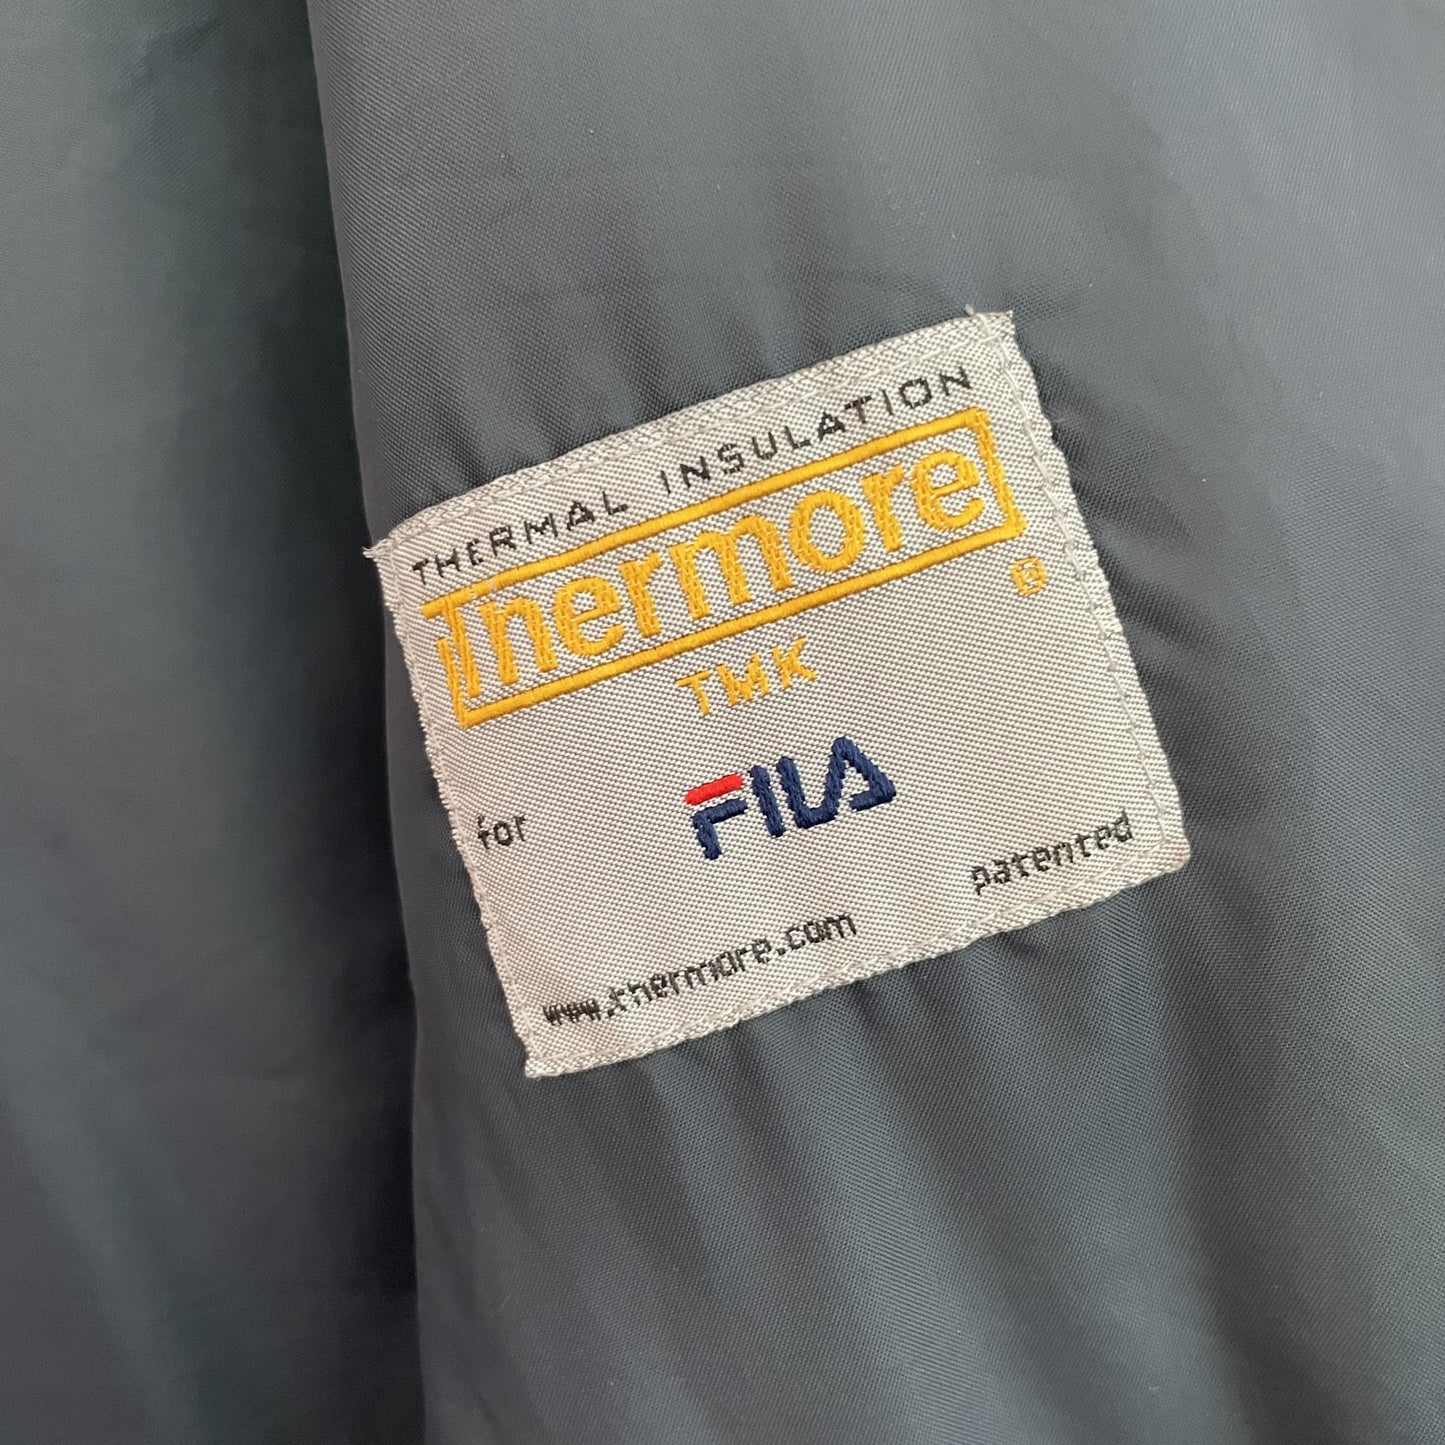 THERMAL INSULATION
Thermore
®
TMK
for FILA
patented
www.thermore.com